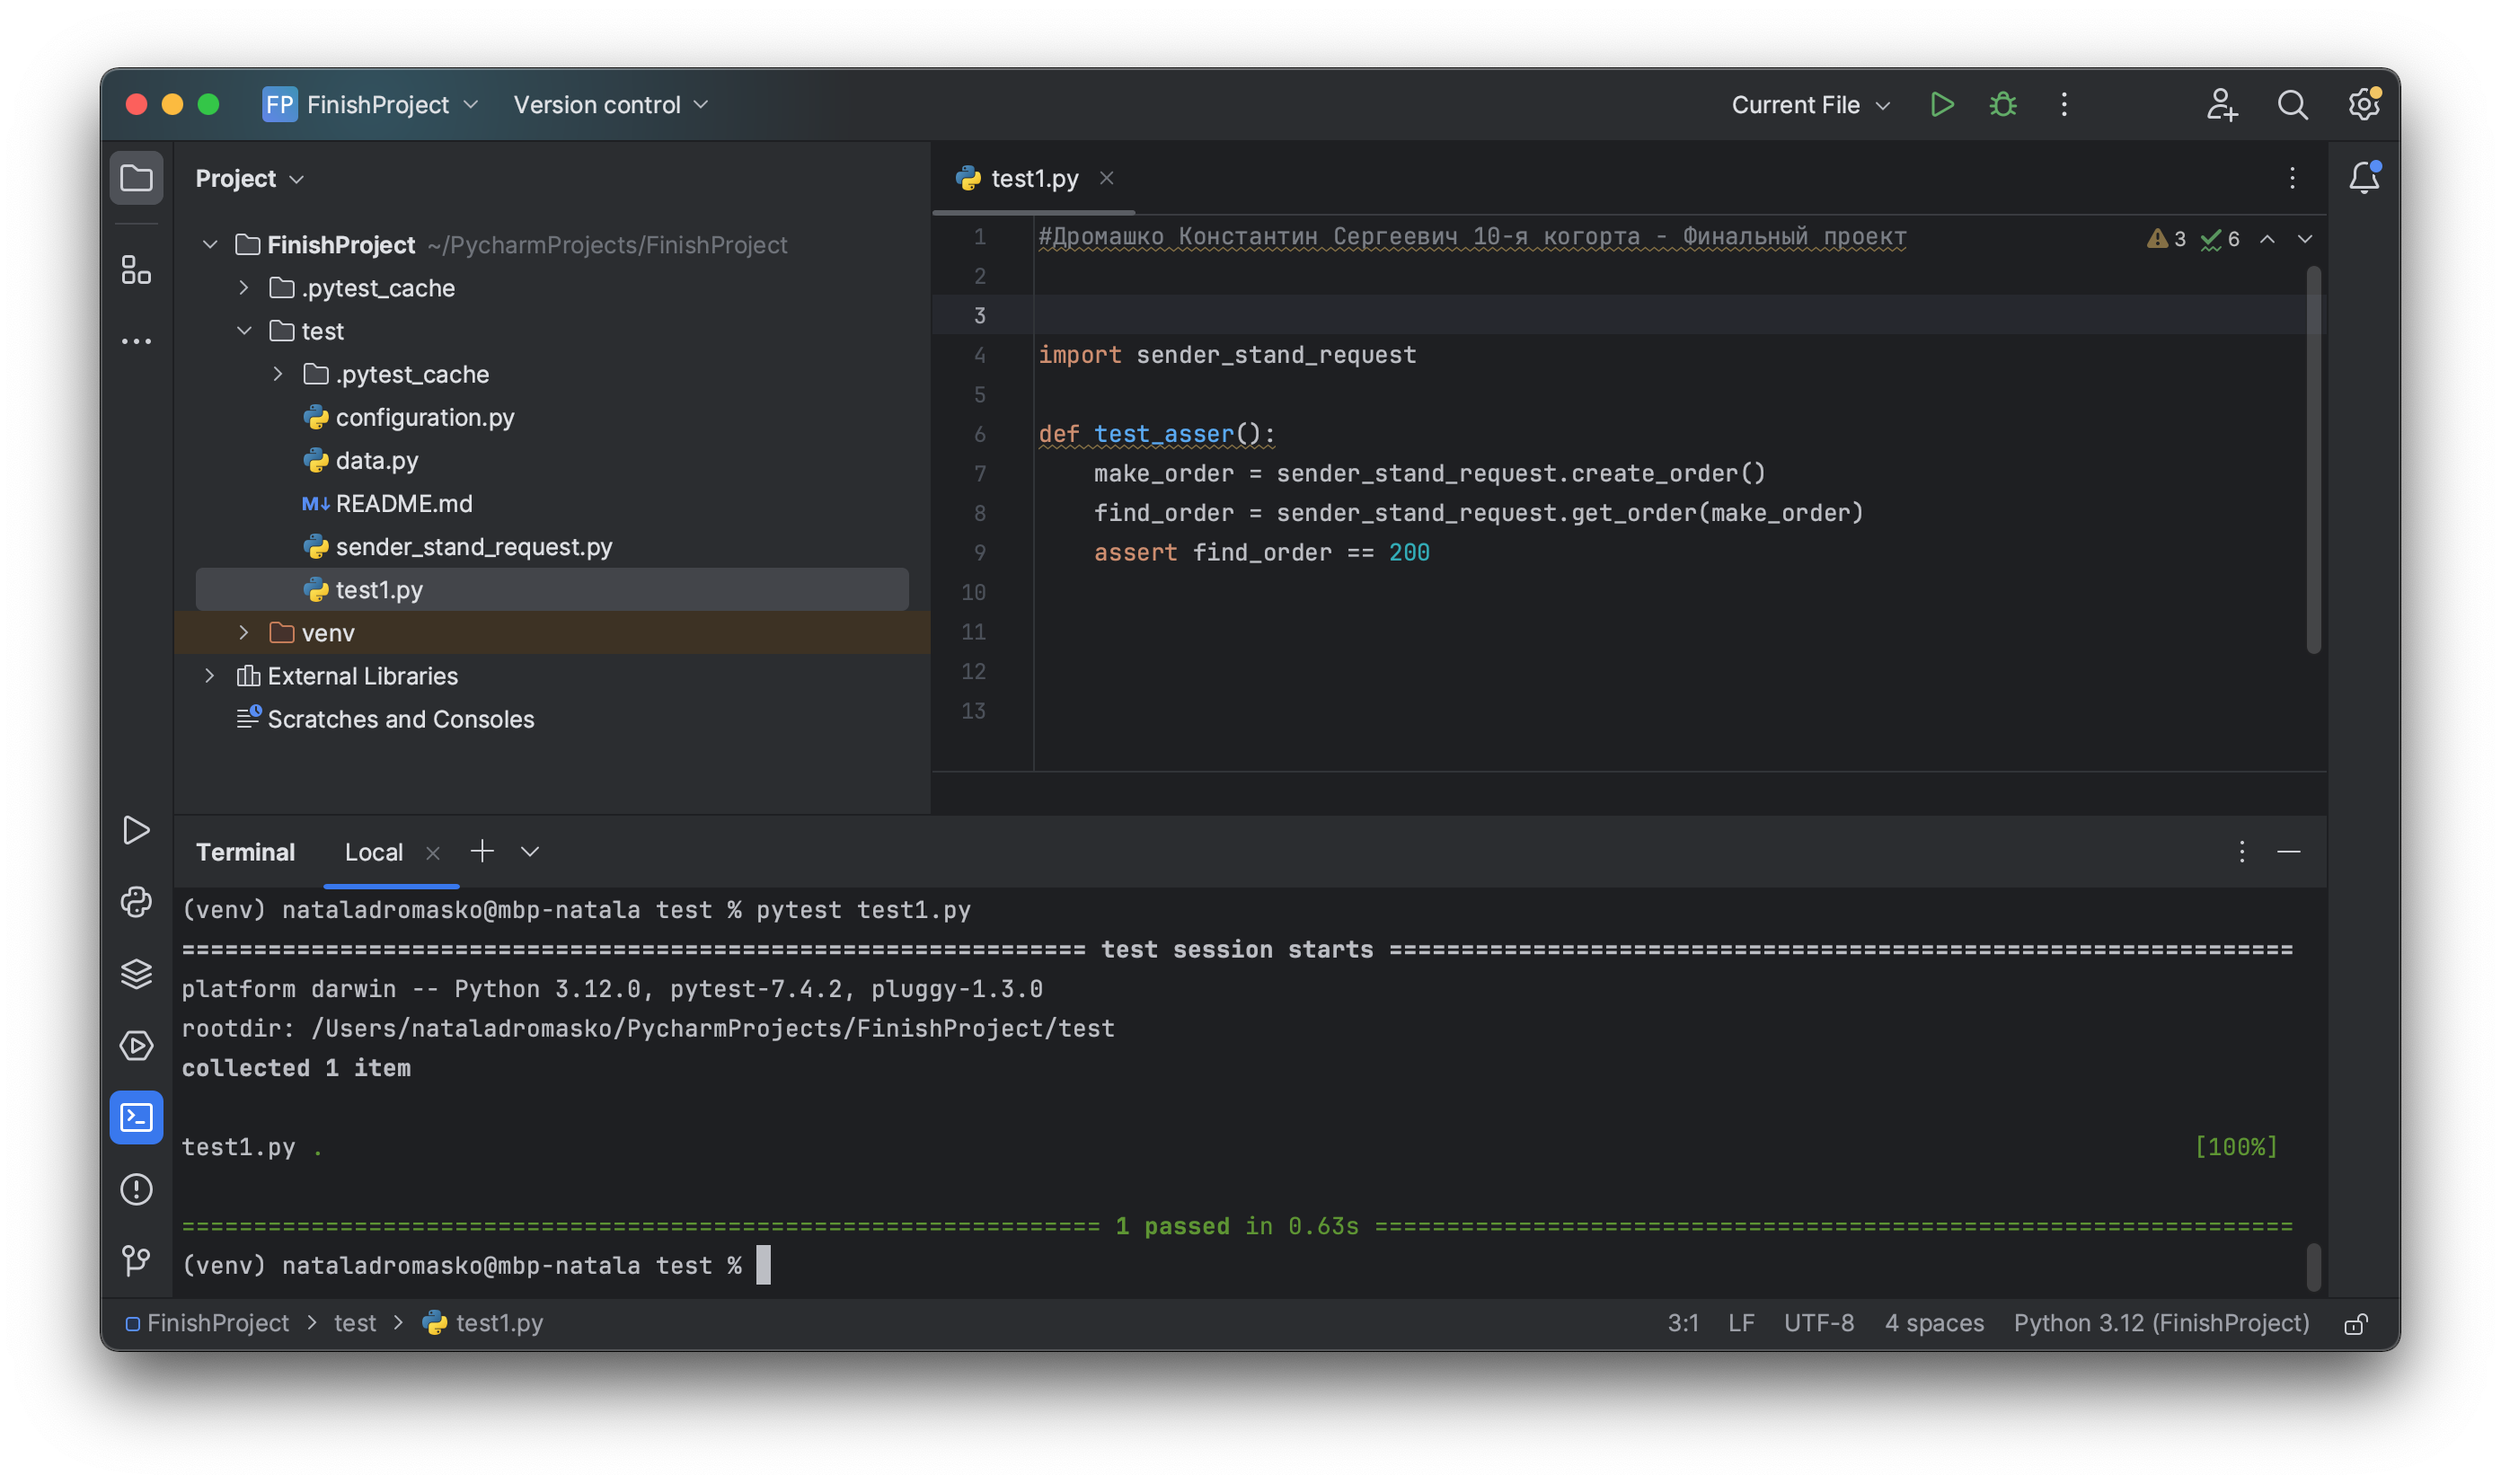 FP FinishProject Version control Current File
Project
test1.py
FinishProject ~/PycharmProjects/FinishProject
.pytest_cache
test
.pytest_cache
configuration.py
data.py
M↓ README.md
sender_stand_request.py
test1.py
venv
External Libraries
Scratches and Consoles
1 #Дромашко Константин Сергеевич 10-я когорта - Финальный проект
3 6
2
3
4 import sender_stand_request
5
6 def test_asser():
7 make_order = sender_stand_request.create_order()
8 find_order = sender_stand_request.get_order(make_order)
9 assert find_order == 200
10
11
12
13
Terminal Local
(venv) nataladromasko@mbp-natala test % pytest test1.py
=============================================================== test session starts ===============================================================
platform darwin -- Python 3.12.0, pytest-7.4.2, pluggy-1.3.0
rootdir: /Users/nataladromasko/PycharmProjects/FinishProject/test
collected 1 item
test1.py . [100%]
================================================================ 1 passed in 0.63s ================================================================
(venv) nataladromasko@mbp-natala test %
FinishProject > test > test1.py 3:1 LF UTF-8 4 spaces Python 3.12 (FinishProject)